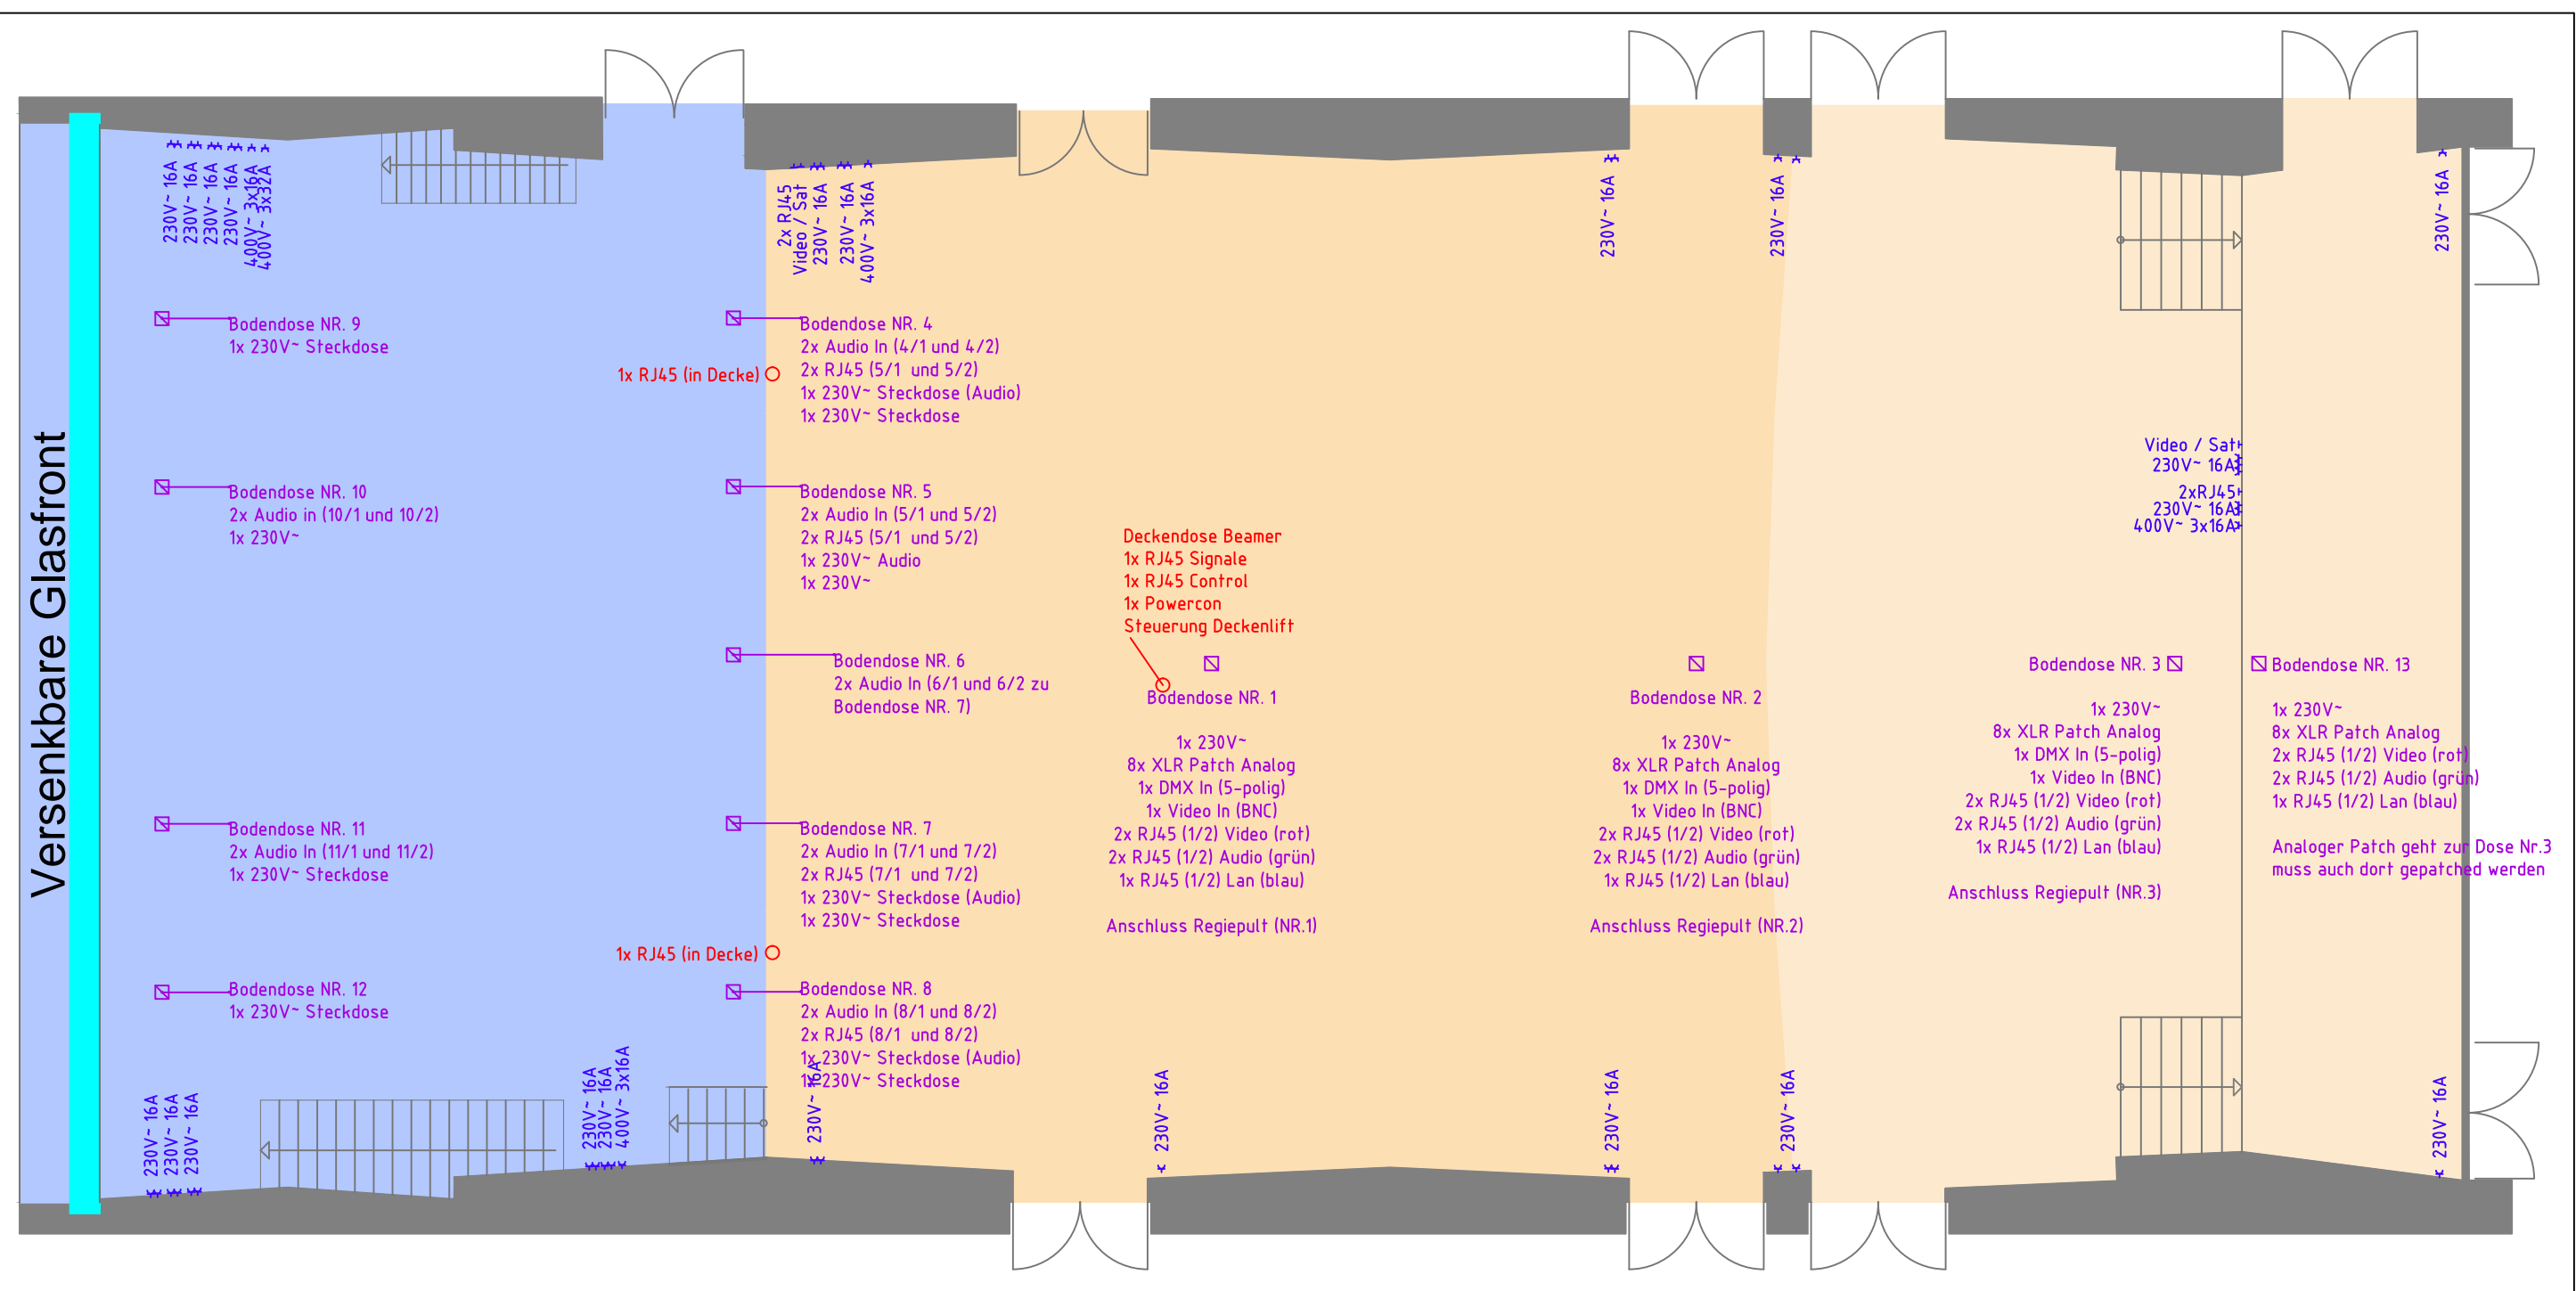 Versenkbare Glasfront
230V~ 16A
230V~ 16A
230V~ 16A
230V~ 16A
400V~ 3x16A
400V~ 3x32A
2x RJ45
Video / Sat
230V~ 16A
230V~ 16A
400V~ 3x16A
230V~ 16A
230V~ 16A
230V~ 16A
Bodendose NR. 9
1x 230V~ Steckdose
Bodendose NR. 10
2x Audio in (10/1 und 10/2)
1x 230V~
Bodendose NR. 11
2x Audio In (11/1 und 11/2)
1x 230V~ Steckdose
Bodendose NR. 12
1x 230V~ Steckdose
Bodendose NR. 4
2x Audio In (4/1 und 4/2)
2x RJ45 (5/1 und 5/2)
1x 230V~ Steckdose (Audio)
1x 230V~ Steckdose
1x RJ45 (in Decke)
Bodendose NR. 5
2x Audio In (5/1 und 5/2)
2x RJ45 (5/1 und 5/2)
1x 230V~ Audio
1x 230V~
Bodendose NR. 6
2x Audio In (6/1 und 6/2 zu
Bodendose NR. 7)
Bodendose NR. 7
2x Audio In (7/1 und 7/2)
2x RJ45 (7/1 und 7/2)
1x 230V~ Steckdose (Audio)
1x 230V~ Steckdose
1x RJ45 (in Decke)
Bodendose NR. 8
2x Audio In (8/1 und 8/2)
2x RJ45 (8/1 und 8/2)
1x 230V~ Steckdose (Audio)
1x 230V~ Steckdose
Deckendose Beamer
1x RJ45 Signale
1x RJ45 Control
1x Powercon
Steuerung Deckenlift
Bodendose NR. 1
1x 230V~
8x XLR Patch Analog
1x DMX In (5-polig)
1x Video In (BNC)
2x RJ45 (1/2) Video (rot)
2x RJ45 (1/2) Audio (grün)
1x RJ45 (1/2) Lan (blau)
Anschluss Regiepult (NR.1)
Bodendose NR. 2
1x 230V~
8x XLR Patch Analog
1x DMX In (5-polig)
1x Video In (BNC)
2x RJ45 (1/2) Video (rot)
2x RJ45 (1/2) Audio (grün)
1x RJ45 (1/2) Lan (blau)
Anschluss Regiepult (NR.2)
Video / Sat
230V~ 16A
2xRJ45
230V~ 16A
400V~ 3x16A
Bodendose NR. 3
1x 230V~
8x XLR Patch Analog
1x DMX In (5-polig)
1x Video In (BNC)
2x RJ45 (1/2) Video (rot)
2x RJ45 (1/2) Audio (grün)
1x RJ45 (1/2) Lan (blau)
Anschluss Regiepult (NR.3)
Bodendose NR. 13
1x 230V~
8x XLR Patch Analog
2x RJ45 (1/2) Video (rot)
2x RJ45 (1/2) Audio (grün)
1x RJ45 (1/2) Lan (blau)
Analoger Patch geht zur Dose Nr.3
muss auch dort gepatched werden
230V~ 16A
230V~ 16A
230V~ 16A
230V~ 16A
230V~ 16A
400V~ 3x16A
230V~ 16A
230V~ 16A
230V~ 16A
230V~ 16A
230V~ 16A